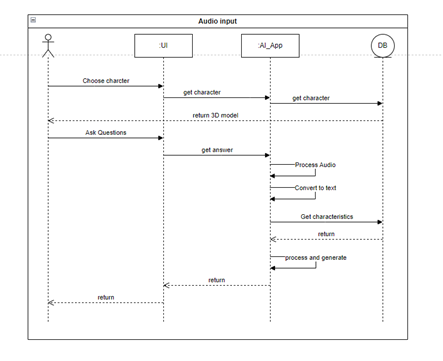 Audio input
:UI
:AI_App
DB
Choose charcter
get character
get character
return 3D model
Ask Questions
get answer
Process Audio
Convert to text
Get characteristics
return
process and generate
return
return